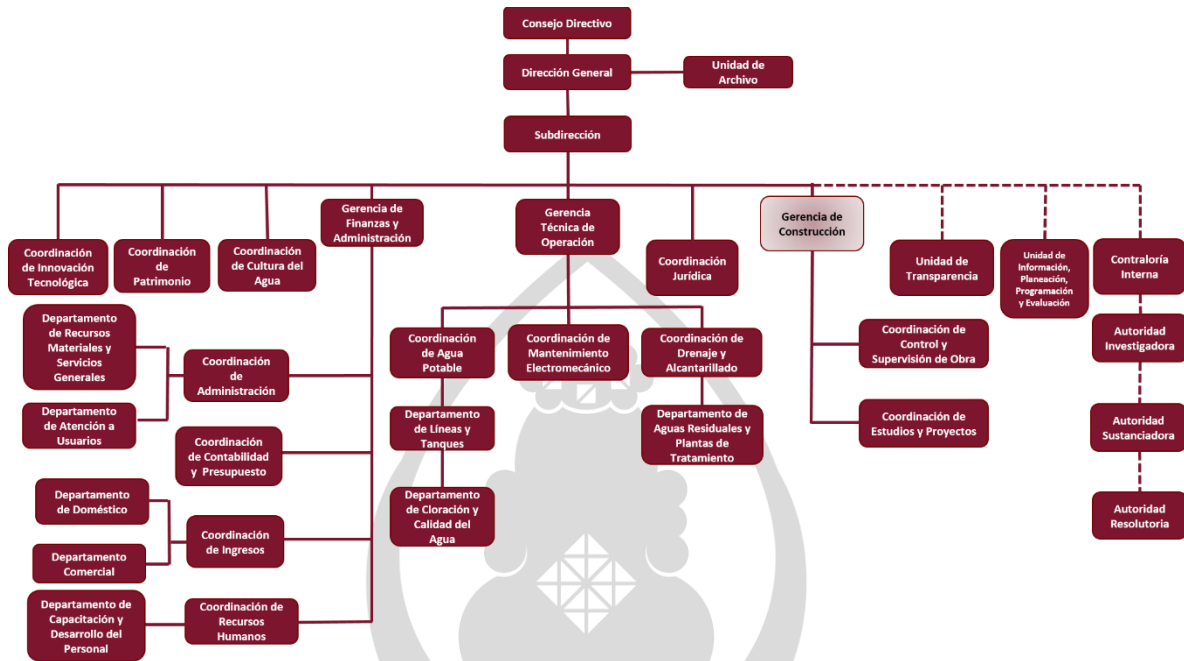 Consejo Directivo
Dirección General
Unidad de
Archivo
Subdirección
Coordinación
de Innovación
Tecnológica
Coordinación
de
Patrimonio
Coordinación
de Cultura del
Agua
Gerencia de
Finanzas y
Administración
Gerencia
Técnica de
Operación
Coordinación
Jurídica
Gerencia de
Construcción
Unidad de
Transparencia
Unidad de
Información,
Planeación,
Programación
y Evaluación
Contraloría
Interna
Departamento
de Recursos
Materiales y
Servicios
Generales
Coordinación
de
Administración
Departamento
de Atención a
Usuarios
Coordinación
de Contabilidad
y Presupuesto
Departamento
de Doméstico
Coordinación
de Ingresos
Departamento
Comercial
Departamento de
Capacitación y
Desarrollo del
Personal
Coordinación de
Recursos
Humanos
Coordinación
de Agua
Potable
Coordinación de
Mantenimiento
Electromecánico
Coordinación de
Drenaje y
Alcantarillado
Departamento
de Líneas y
Tanques
Departamento de
Aguas Residuales y
Plantas de
Tratamiento
Departamento
de Cloración y
Calidad del
Agua
Coordinación de
Control y
Supervisión de Obra
Coordinación de
Estudios y Proyectos
Autoridad
Investigadora
Autoridad
Sustanciadora
Autoridad
Resolutoria